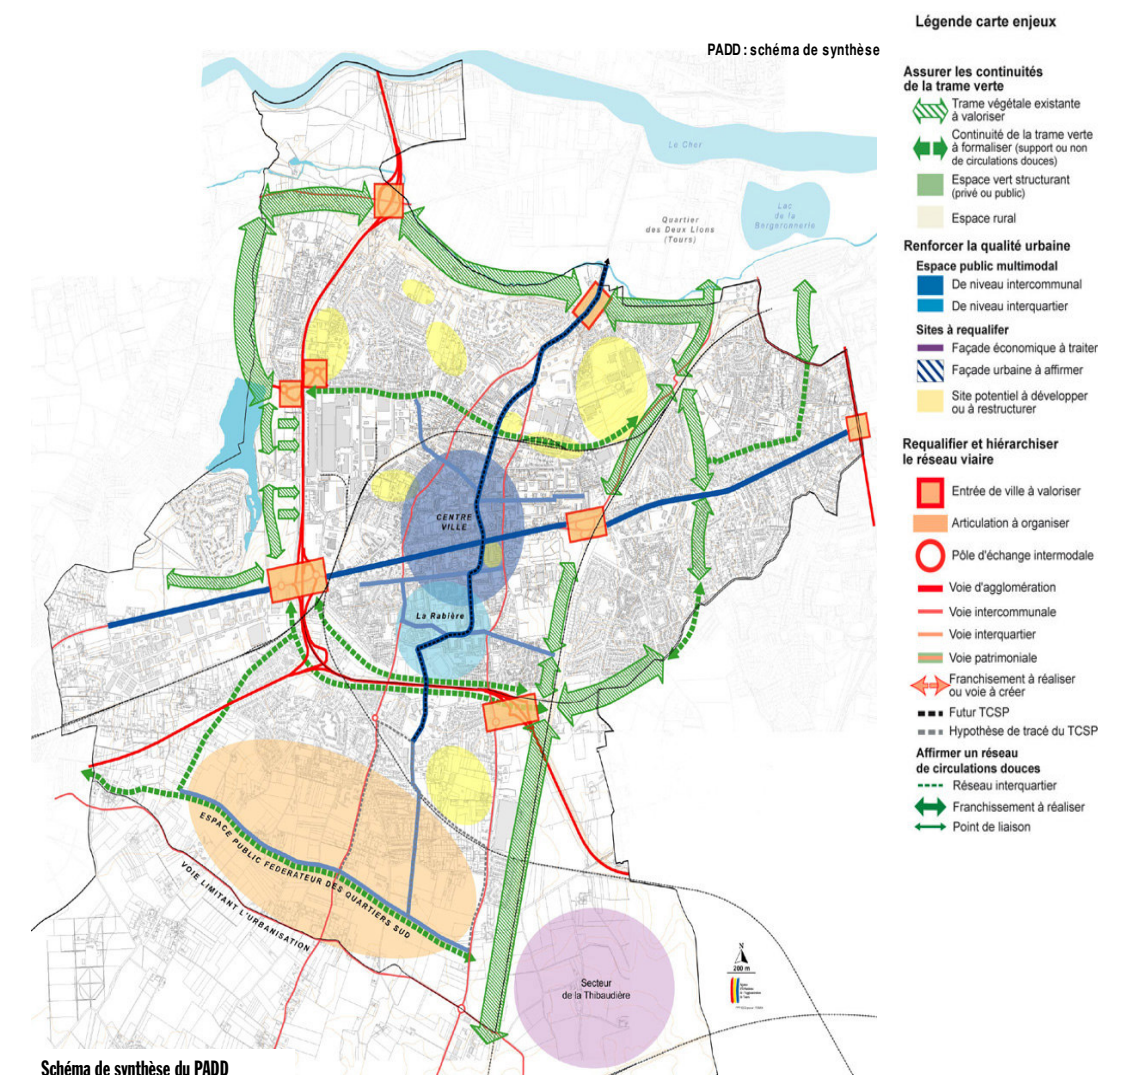 Légende carte enjeux
PADD : schéma de synthèse
Assurer les continuités
de la trame verte
Trame végétale existante
à valoriser
Continuité de la trame verte
à formaliser (support ou non
de circulations douces)
Espace vert structurant
(privé ou public)
Espace rural
Renforcer la qualité urbaine
Espace public multimodal
De niveau intercommunal
De niveau interquartier
Sites à requalifer
Façade économique à traiter
Façade urbaine à affirmer
Site potentiel à développer
ou à restructurer
Requalifier et hiérarchiser
le réseau viaire
Entrée de ville à valoriser
Articulation à organiser
Pôle d'échange intermodale
Voie d'agglomération
Voie intercommunale
Voie interquartier
Voie patrimoniale
Franchisement à réaliser
ou voie à créer
Futur TCSP
Hypothèse de tracé du TCSP
Affirmer un réseau
de circulations douces
Réseau interquartier
Franchissement à réaliser
Point de liaison
Le Cher
Lac
de la
Bergeonnerie
Quartier
des Deux Lions
(Tours)
CENTRE
VILLE
La Rabière
ESPACE PUBLIC FEDERATEUR DES QUARTIERS SUD
VOIE LIMITANT L'URBANISATION
Secteur
de la Thibaudière
N
200 m
Schéma de synthèse du PADD